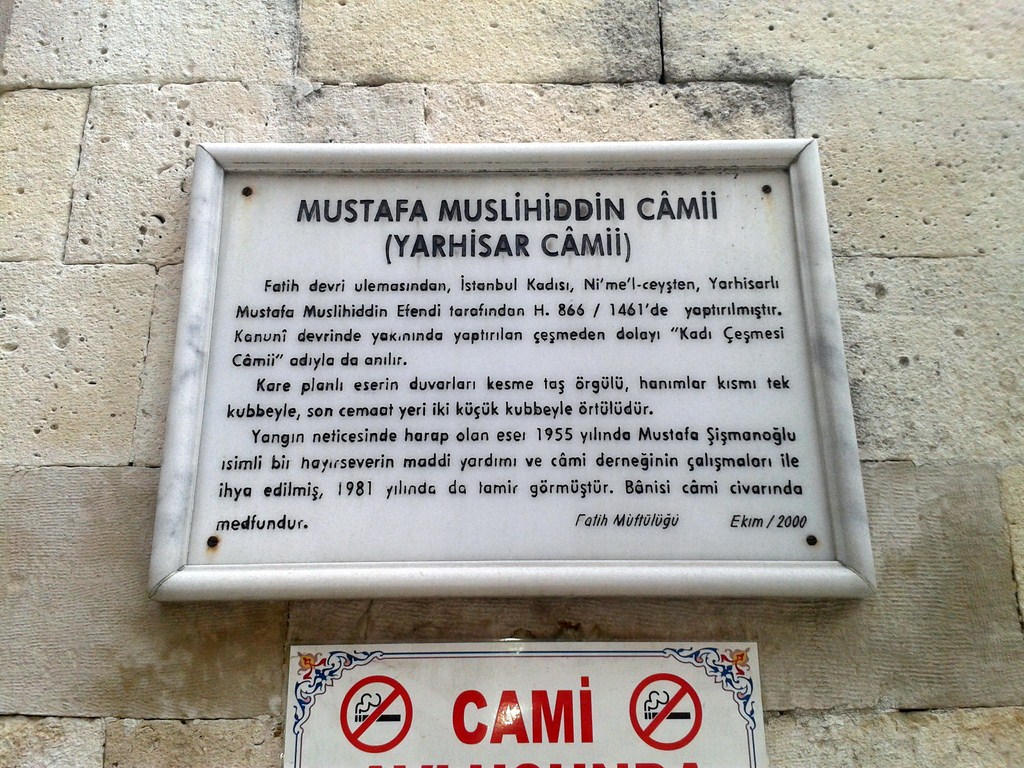 MUSTAFA MUSLİHİDDİN CÂMİİ
(YARHİSAR CÂMİİ)
Fatih devri ulemasından, İstanbul Kadısı, Ni'me'l-ceyşten, Yarhisarlı
Mustafa Muslihiddin Efendi tarafından H. 866 / 1461'de yaptırılmıştır.
Kanunî devrinde yakınında yaptırılan çeşmeden dolayı "Kadı Çeşmesi
Câmii" adıyla da anılır.
Kare planlı eserin duvarları kesme taş örgülü, hanımlar kısmı tek
kubbeyle, son cemaat yeri iki küçük kubbeyle örtülüdür.
Yangın neticesinde harap olan eser 1955 yılında Mustafa Şişmanoğlu
isimli bir hayırseverin maddi yardımı ve câmi derneğinin çalışmaları ile
ihya edilmiş, 1981 yılında da tamir görmüştür. Bânisi câmi civarında
medfundur.
Fatih Müftülüğü Ekim / 2000
CAMİ